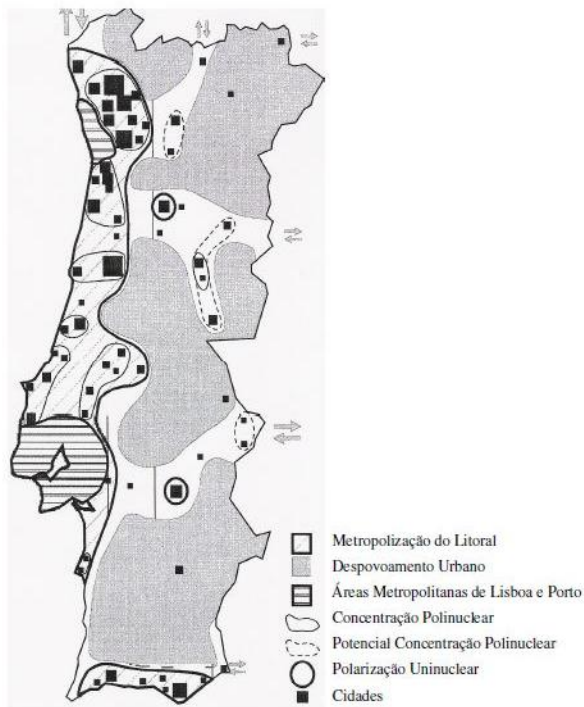 Metropolização do Litoral
Despovoamento Urbano
Áreas Metropolitanas de Lisboa e Porto
Concentração Polinuclear
Potencial Concentração Polinuclear
Polarização Uninuclear
Cidades